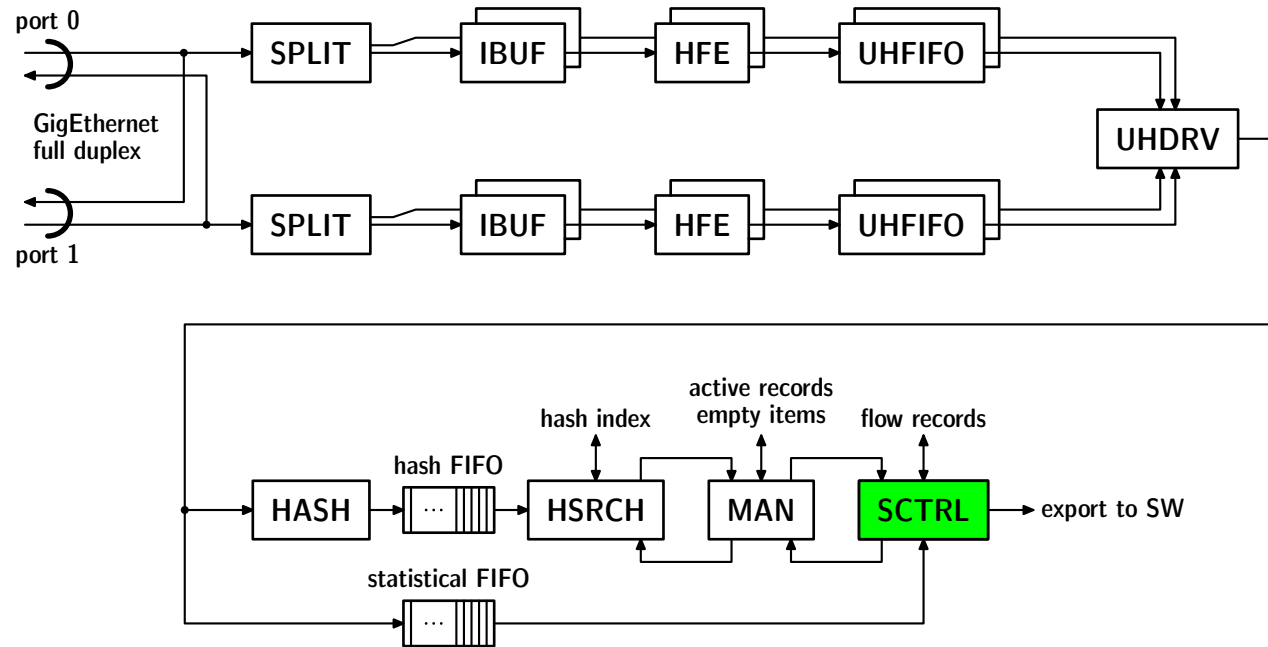 port 0
SPLIT
IBUF
HFE
UHFIFO
GigEthernet
full duplex
UHDRV
SPLIT
IBUF
HFE
UHFIFO
port 1
active records
empty items
hash index
flow records
hash FIFO
HASH
...
HSRCH
MAN
SCTRL
export to SW
statistical FIFO
...